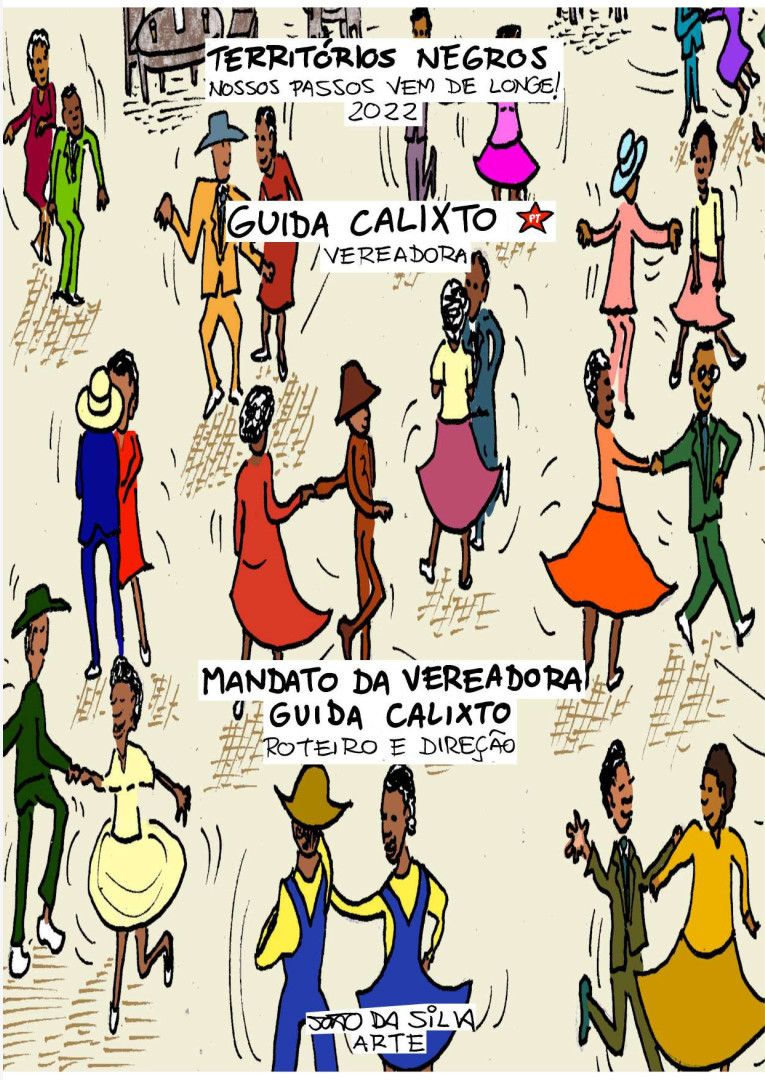 TERRITÓRIOS NEGROS
NOSSOS PASSOS VEM DE LONGE!
2022
GUIDA CALIXTO PT
VEREADORA
MANDATO DA VEREADORA
GUIDA CALIXTO
ROTEIRO E DIREÇÃO
JOÃO DA SILVA
ARTE